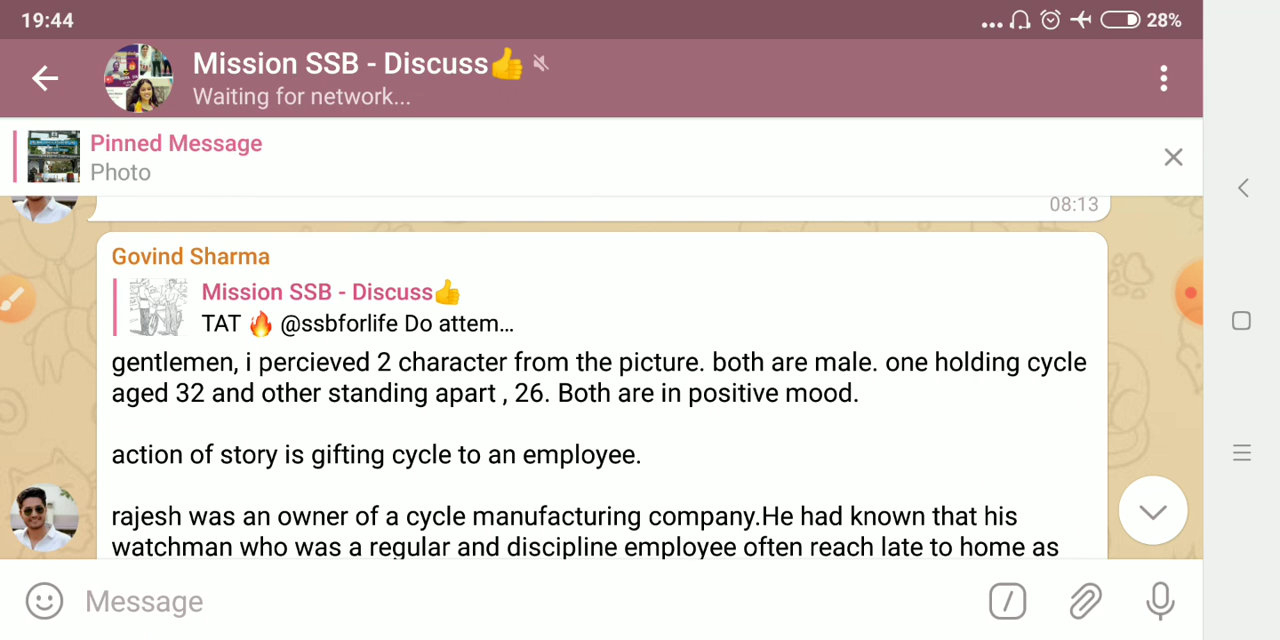 19:44
28%
Mission SSB - Discuss👍
Waiting for network...
Pinned Message
Photo
08:13
Govind Sharma
Mission SSB - Discuss👍
TAT 🔥 @ssbforlife Do attem...
gentlemen, i percieved 2 character from the picture. both are male. one holding cycle
aged 32 and other standing apart , 26. Both are in positive mood.
action of story is gifting cycle to an employee.
rajesh was an owner of a cycle manufacturing company.He had known that his
watchman who was a regular and discipline employee often reach late to home as
Message